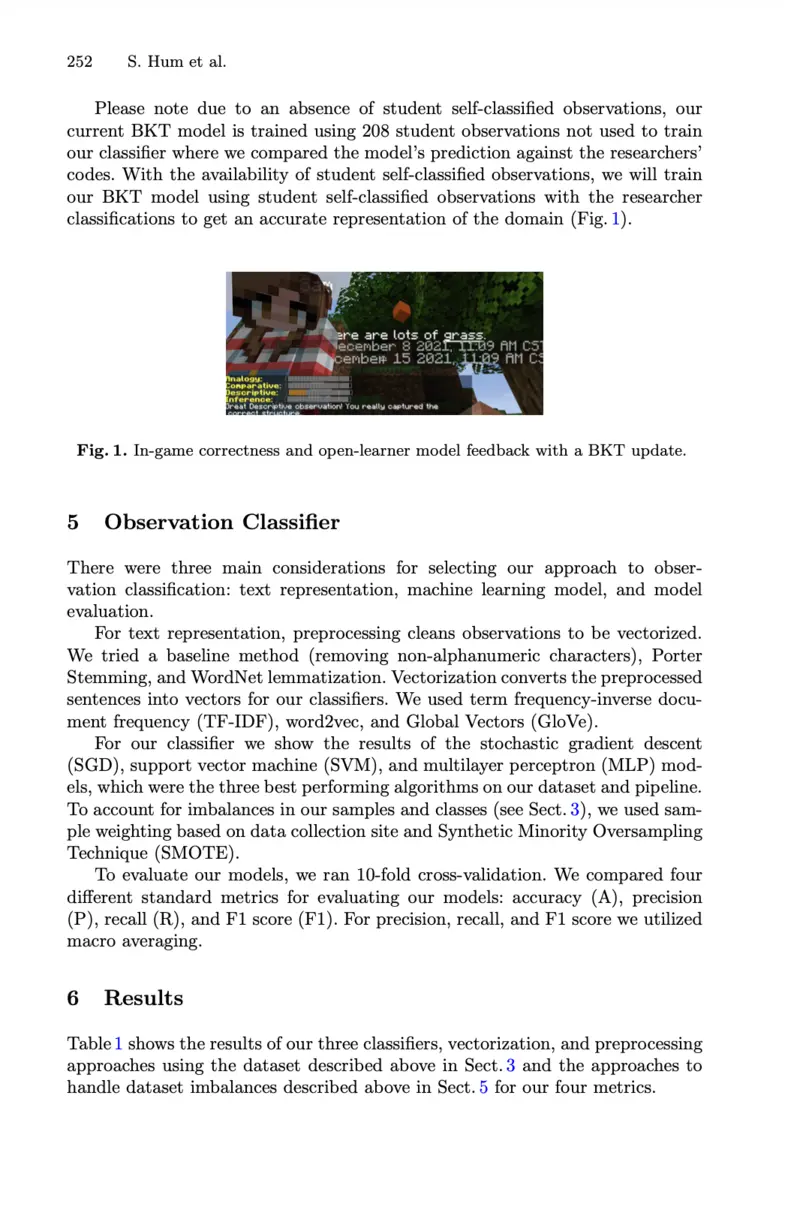 252 S. Hum et al.
Please note due to an absence of student self-classified observations, our
current BKT model is trained using 208 student observations not used to train
our classifier where we compared the model's prediction against the researchers'
codes. With the availability of student self-classified observations, we will train
our BKT model using student self-classified observations with the researcher
classifications to get an accurate representation of the domain (Fig. 1).
ere are lots of grass.
ecember 8 2021, 11:09 AM CST
cember 15 2021, 11:09 AM CS
Analogy:
Comparative:
Descriptive:
Inference:
Great Descriptive observation! You really captured the
correct structure.
Fig. 1. In-game correctness and open-learner model feedback with a BKT update.
5 Observation Classifier
There were three main considerations for selecting our approach to obser-
vation classification: text representation, machine learning model, and model
evaluation.
For text representation, preprocessing cleans observations to be vectorized.
We tried a baseline method (removing non-alphanumeric characters), Porter
Stemming, and WordNet lemmatization. Vectorization converts the preprocessed
sentences into vectors for our classifiers. We used term frequency-inverse docu-
ment frequency (TF-IDF), word2vec, and Global Vectors (GloVe).
For our classifier we show the results of the stochastic gradient descent
(SGD), support vector machine (SVM), and multilayer perceptron (MLP) mod-
els, which were the three best performing algorithms on our dataset and pipeline.
To account for imbalances in our samples and classes (see Sect. 3), we used sam-
ple weighting based on data collection site and Synthetic Minority Oversampling
Technique (SMOTE).
To evaluate our models, we ran 10-fold cross-validation. We compared four
different standard metrics for evaluating our models: accuracy (A), precision
(P), recall (R), and F1 score (F1). For precision, recall, and F1 score we utilized
macro averaging.
6 Results
Table 1 shows the results of our three classifiers, vectorization, and preprocessing
approaches using the dataset described above in Sect. 3 and the approaches to
handle dataset imbalances described above in Sect. 5 for our four metrics.